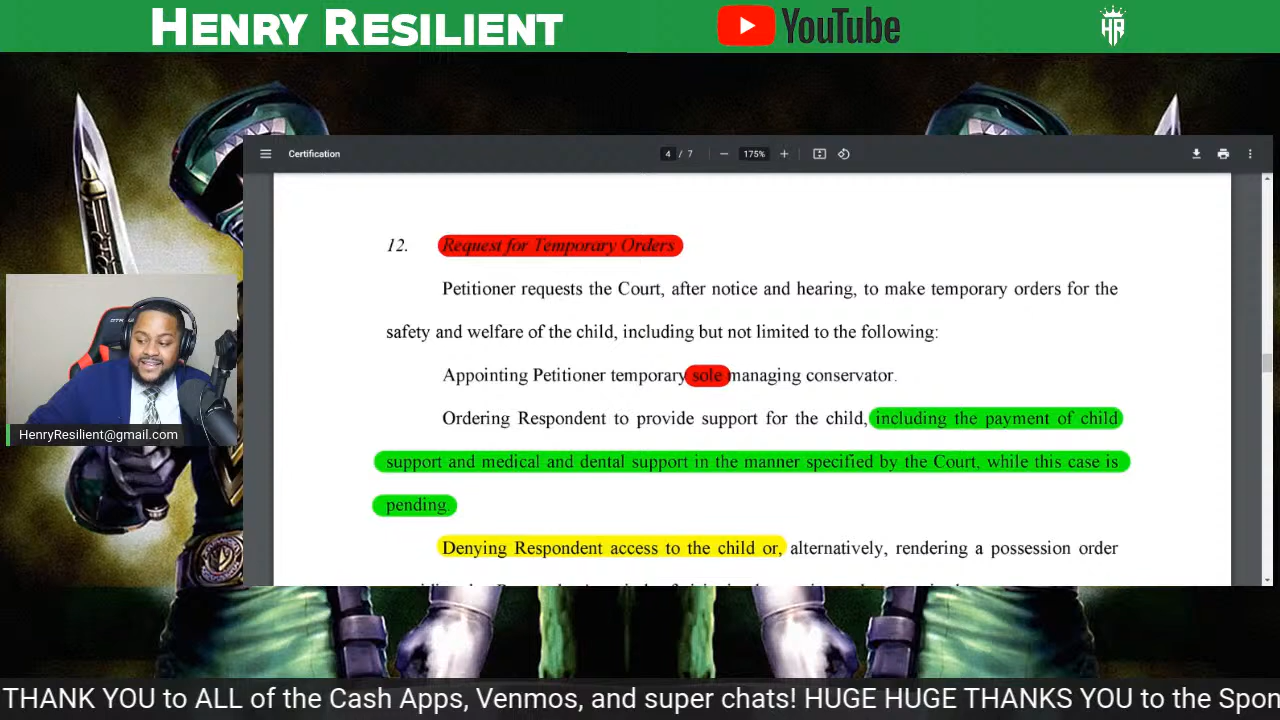 HENRY RESILIENT
YouTube
HR
Certification
4 / 7
175%
12. Request for Temporary Orders
Petitioner requests the Court, after notice and hearing, to make temporary orders for the
safety and welfare of the child, including but not limited to the following:
Appointing Petitioner temporary sole managing conservator.
Ordering Respondent to provide support for the child, including the payment of child
support and medical and dental support in the manner specified by the Court, while this case is
pending.
Denying Respondent access to the child or, alternatively, rendering a possession order
HenryResilient@gmail.com
THANK YOU to ALL of the Cash Apps, Venmos, and super chats! HUGE HUGE THANKS YOU to the Spon